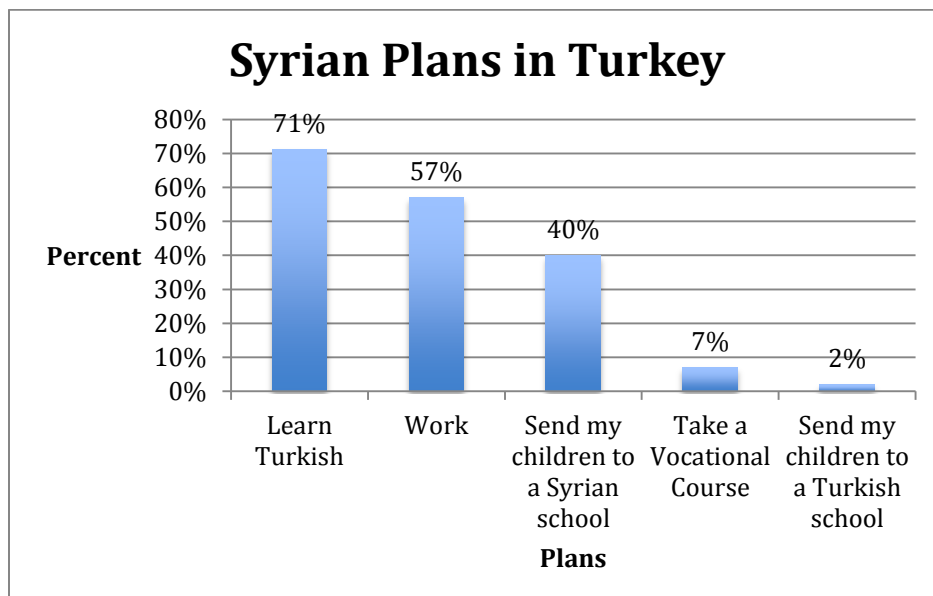 Syrian Plans in Turkey
80%
71%
70%
57%
60%
50%
40%
Percent
40%
30%
20%
7%
10%
2%
0%
Learn
Turkish
Work
Send my
children to
a Syrian
school
Take a
Vocational
Course
Send my
children to
a Turkish
school
Plans